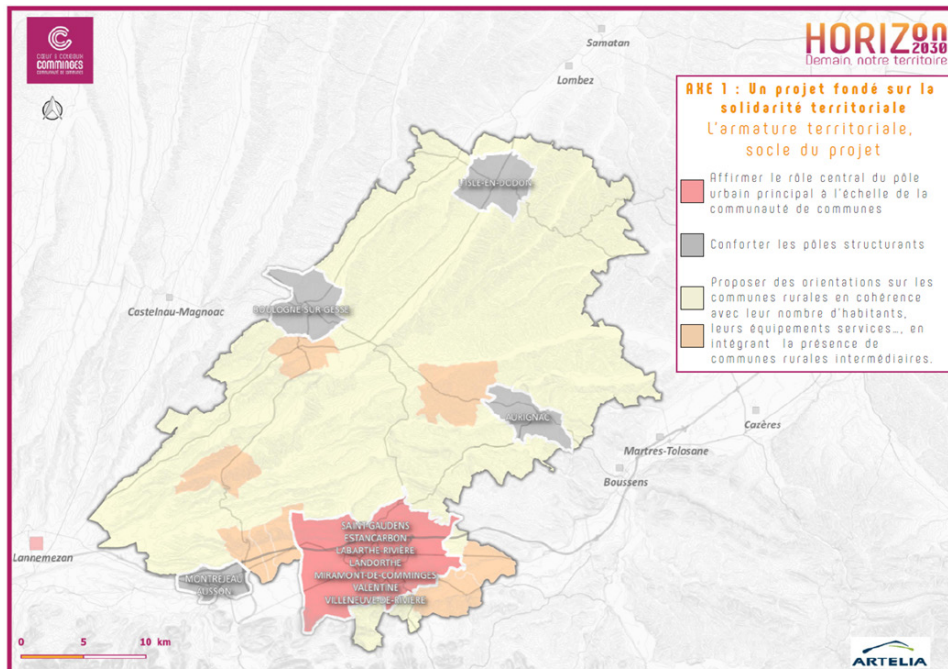 CŒUR & COTEAUX
COMMINGES
COMMUNAUTÉ DE COMMUNES
HORIZON
2030
Demain, notre territoire
AXE 1 : Un projet fondé sur la
solidarité territoriale
L'armature territoriale,
socle du projet
Affirmer le rôle central du pôle
urbain principal à l'échelle de la
communauté de communes
Conforter les pôles structurants
Proposer des orientations sur les
communes rurales en cohérence
avec leur nombre d'habitants,
leurs équipements services..., en
intégrant la présence de
communes rurales intermédiaires.
Samatan
Lombez
L'ISLE-EN-DODON
BOULOGNE-SUR-GESSE
Castelnau-Magnoac
AURIGNAC
Cazères
Martres-Tolosane
Boussens
Lannemezan
SAINT-GAUDENS
ESTANCARBON
LABARTHE-RIVIÈRE
LANDORTHE
MIRAMONT-DE-COMMINGES
VALENTINE
VILLENEUVE-DE-RIVIÈRE
MONTRÉJEAU
AUSSON
0 5 10 km
ARTELIA